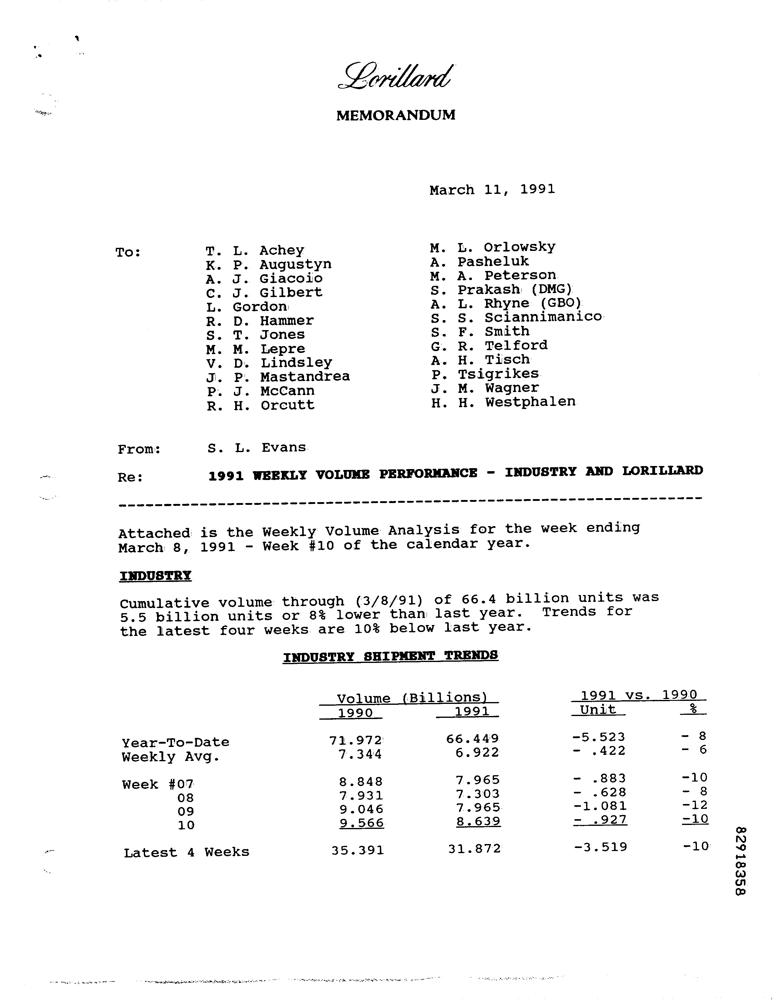 Lorillard
MEMORANDUM
March 11, 1991
To: T. L. Achey M. L. Orlowsky
K. P. Augustyn A. Pasheluk
A. J. Giacoio M. A. Peterson
C. J. Gilbert S. Prakash (DMG)
L. Gordon A. L. Rhyne (GBO)
R. D. Hammer S. S. Sciannimanico
S. T. Jones S. F. Smith
M. M. Lepre G. R. Telford
V. D. Lindsley A. H. Tisch
J. P. Mastandrea P. Tsigrikes
P. J. McCann J. M. Wagner
R. H. Orcutt H. H. Westphalen
From: S. L. Evans
Re: 1991 WEEKLY VOLUME PERFORMANCE - INDUSTRY AND LORILLARD
Attached is the Weekly Volume Analysis for the week ending
March 8, 1991 - Week #10 of the calendar year.
INDUSTRY
Cumulative volume through (3/8/91) of 66.4 billion units was
5.5 billion units or 8% lower than last year. Trends for
the latest four weeks are 10% below last year.
INDUSTRY SHIPMENT TRENDS
Volume (Billions) 1991 vs. 1990
1990 1991 Unit %
Year-To-Date 71.972 66.449 -5.523 - 8
Weekly Avg. 7.344 6.922 - .422 - 6
Week #07 8.848 7.965 - .883 -10
08 7.931 7.303 - .628 - 8
09 9.046 7.965 -1.081 -12
10 9.566 8.639 - .927 -10
Latest 4 Weeks 35.391 31.872 -3.519 -10
82918358